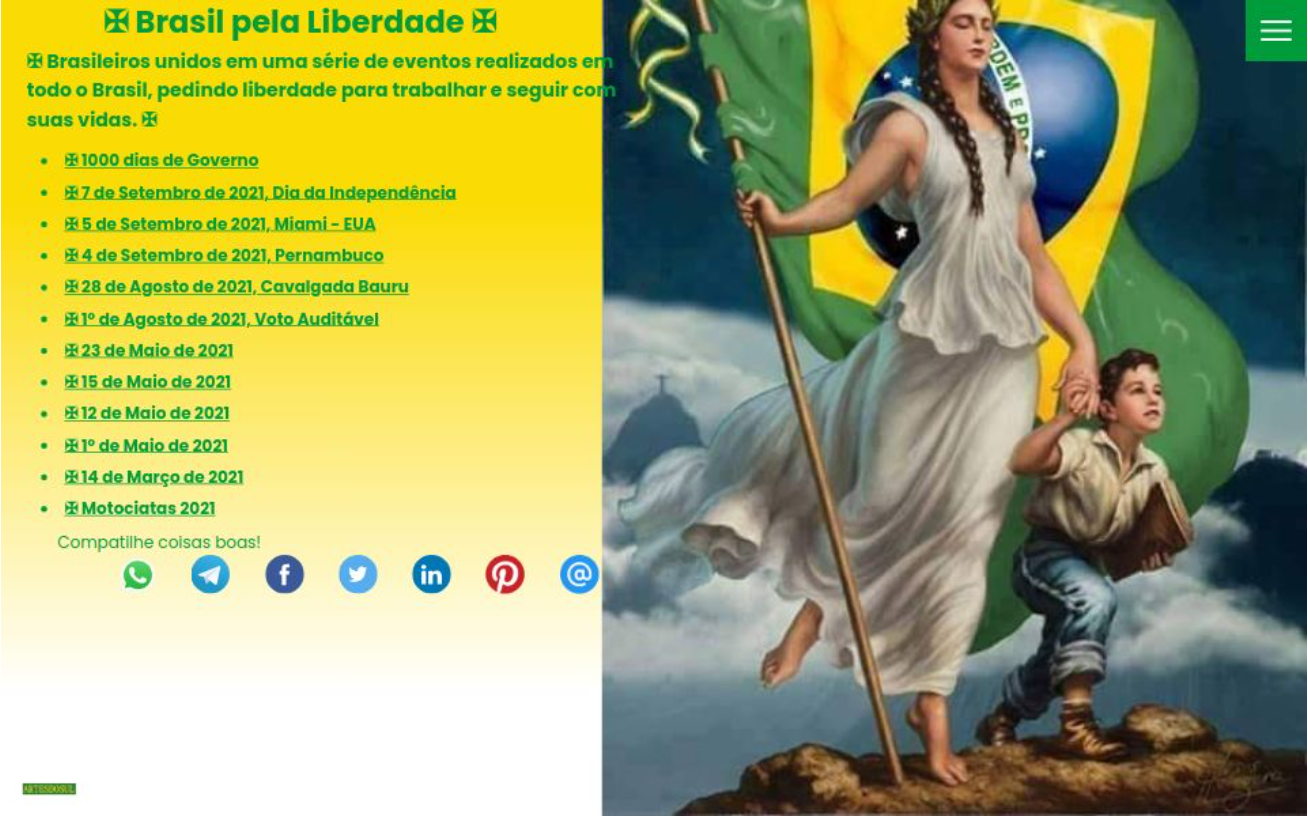 ✠ Brasil pela Liberdade ✠
✠ Brasileiros unidos em uma série de eventos realizados em
todo o Brasil, pedindo liberdade para trabalhar e seguir com
suas vidas. ✠
✠ 1000 dias de Governo
✠ 7 de Setembro de 2021, Dia da Independência
✠ 5 de Setembro de 2021, Miami - EUA
✠ 4 de Setembro de 2021, Pernambuco
✠ 28 de Agosto de 2021, Cavalgada Bauru
✠ 1º de Agosto de 2021, Voto Auditável
✠ 23 de Maio de 2021
✠ 15 de Maio de 2021
✠ 12 de Maio de 2021
✠ 1º de Maio de 2021
✠ 14 de Março de 2021
✠ Motociatas 2021
Compatilhe coisas boas!
ARTENDOSUL
RDEM E PRO